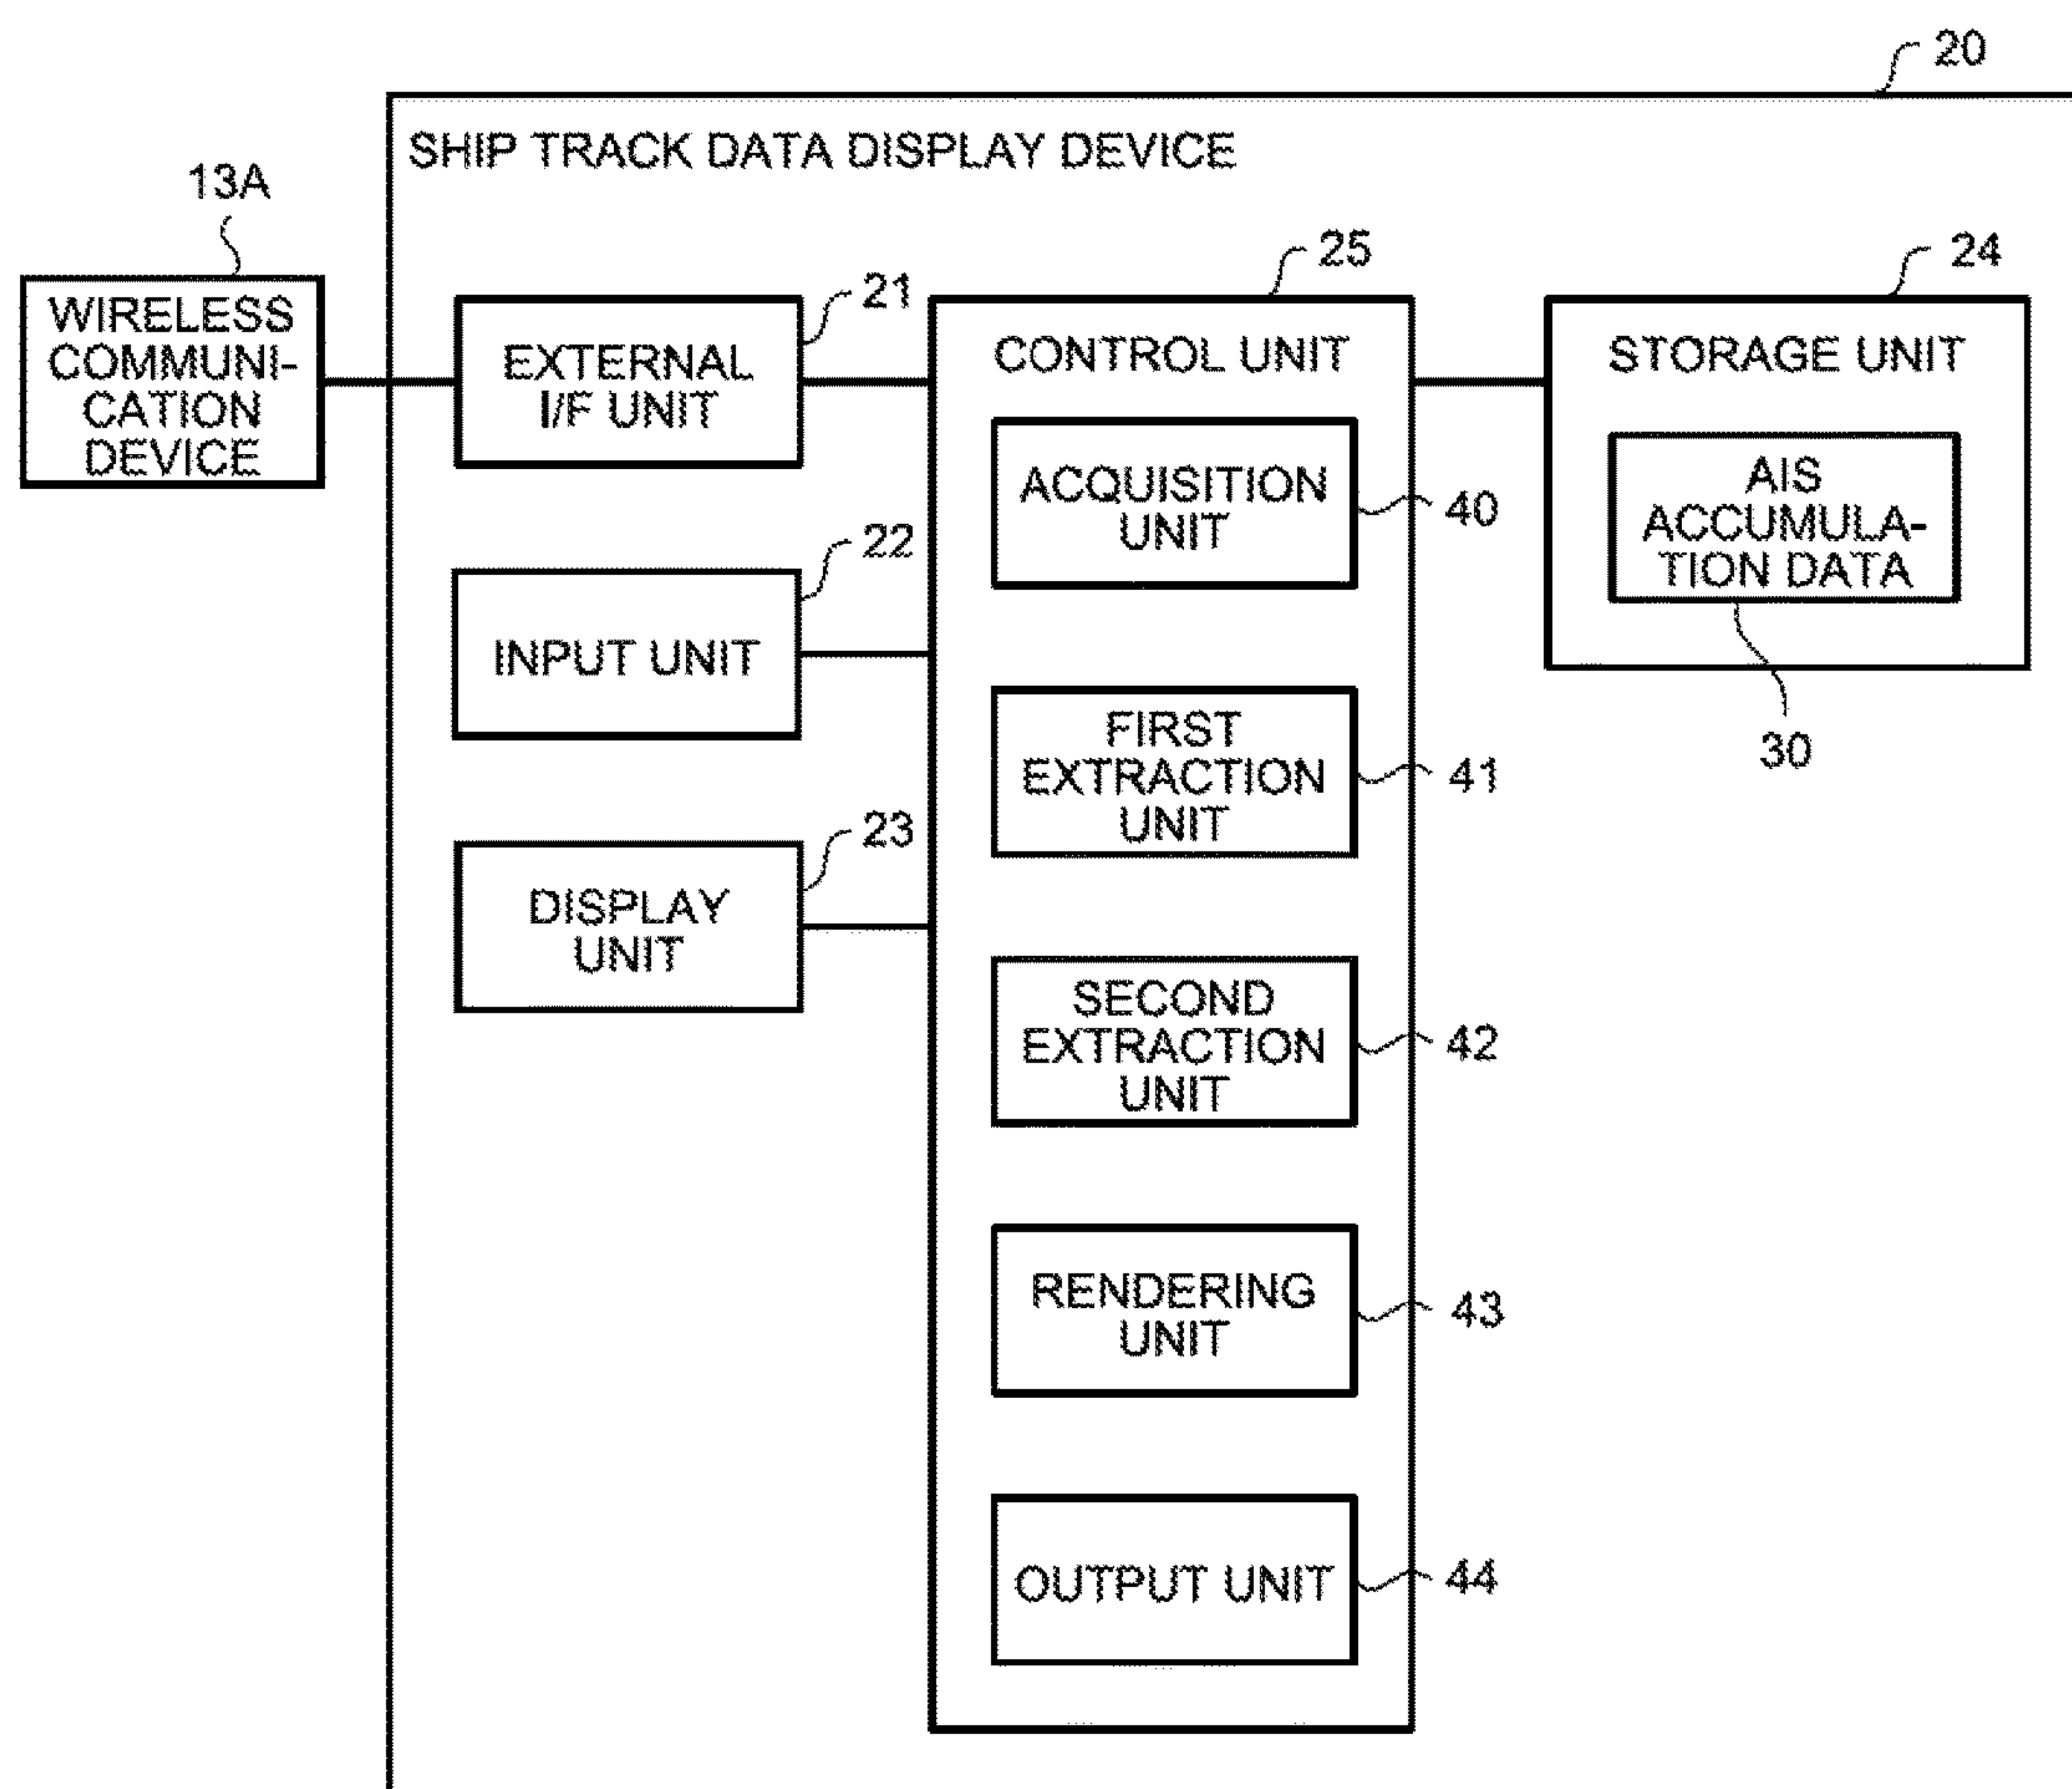 20
SHIP TRACK DATA DISPLAY DEVICE
13A
WIRELESS
COMMUNI-
CATION
DEVICE
21
EXTERNAL
I/F UNIT
22
INPUT UNIT
23
DISPLAY
UNIT
25
CONTROL UNIT
ACQUISITION
UNIT
40
FIRST
EXTRACTION
UNIT
41
SECOND
EXTRACTION
UNIT
42
RENDERING
UNIT
43
OUTPUT UNIT
44
24
STORAGE UNIT
AIS
ACCUMULA-
TION DATA
30